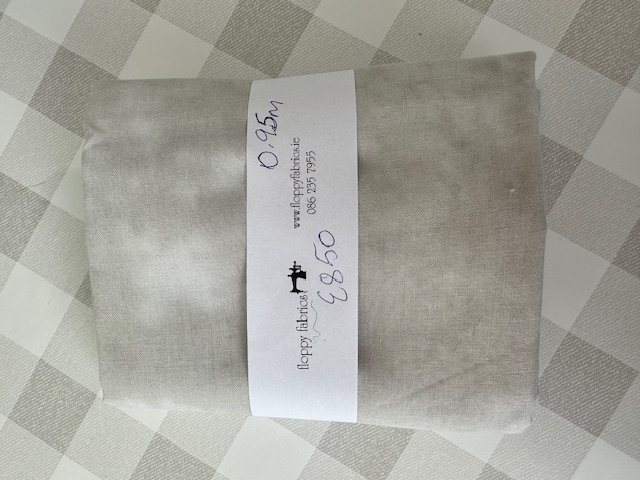 0.95m
www.floppyfabrics.ie
086 235 7955
€8.50
floppy fabrics